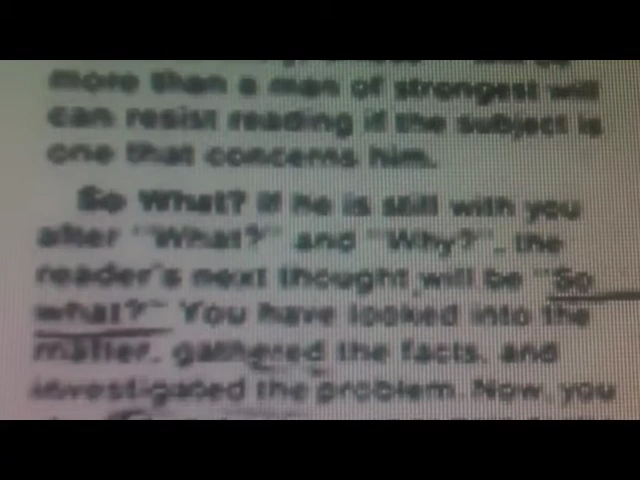 more than a man of strongest will
can resist reading if the subject is
one that concerns him.
So What? If he is still with you
after "What?" and "Why?", the
reader's next thought will be "So
what?" You have looked into the
matter, gathered the facts, and
investigated the problem. Now, you